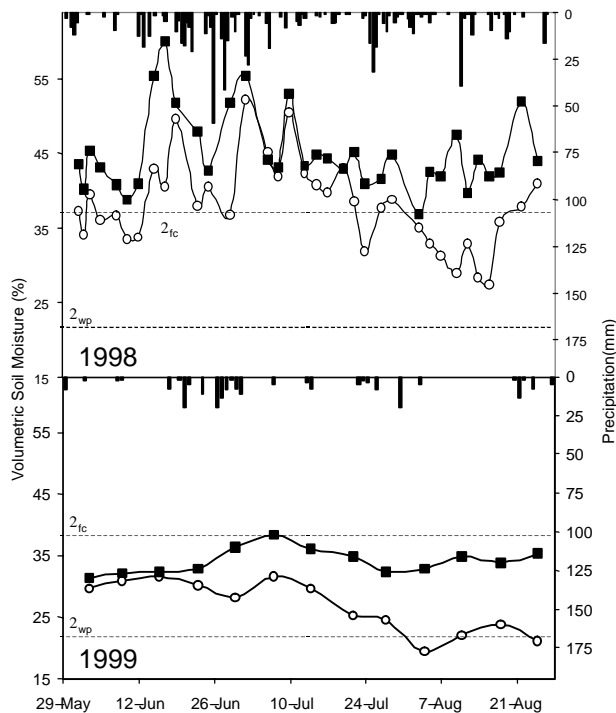 0
55
25
50
45
75
2fc
100
35
125
25
150
2wp
175
1998
Volumetric Soil Moisture (%)
Precipitation(mm)
15
0
55
25
50
45
75
2fc
100
35
125
25
150
2wp
175
1999
15
29-May
12-Jun
26-Jun
10-Jul
24-Jul
7-Aug
21-Aug